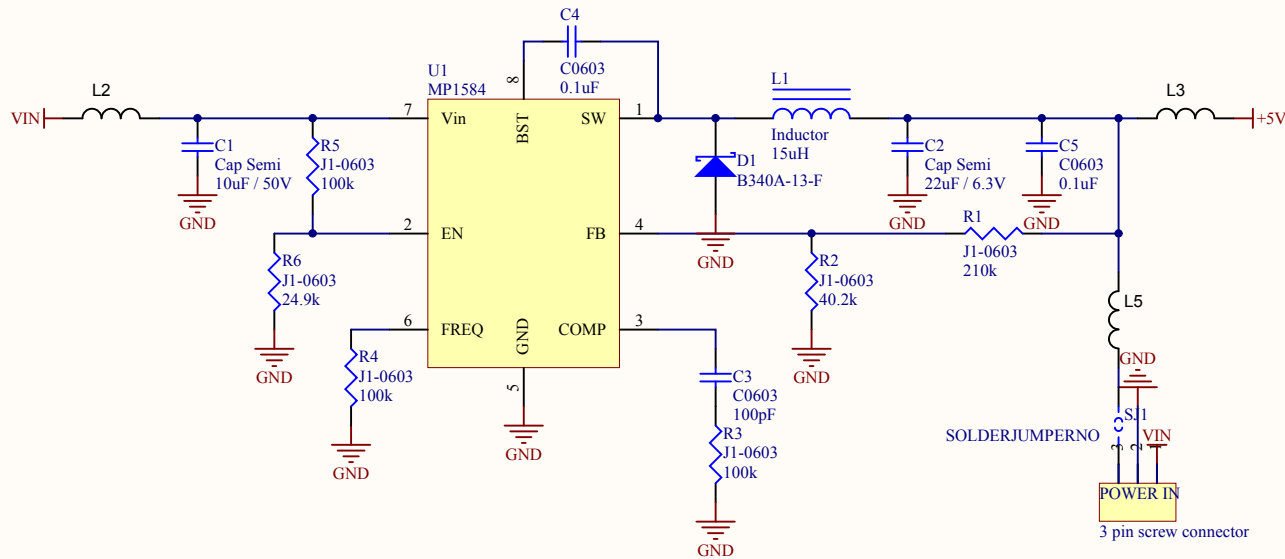 C4
C0603
0.1uF
U1
MP1584
8
L2
VIN
7
Vin
BST
SW
1
L1
Inductor
15uH
L3
+5V
C1
Cap Semi
10uF / 50V
GND
R5
J1-0603
100k
D1
B340A-13-F
GND
C2
Cap Semi
22uF / 6.3V
GND
C5
C0603
0.1uF
GND
2
EN
FB
4
R1
J1-0603
210k
R6
J1-0603
24.9k
GND
R2
J1-0603
40.2k
GND
6
FREQ
GND
5
COMP
3
L5
R4
J1-0603
100k
GND
GND
C3
C0603
100pF
R3
J1-0603
100k
GND
GND
SJ1
SOLDERJUMPERNO
VIN
3
2
1
POWER IN
3 pin screw connector